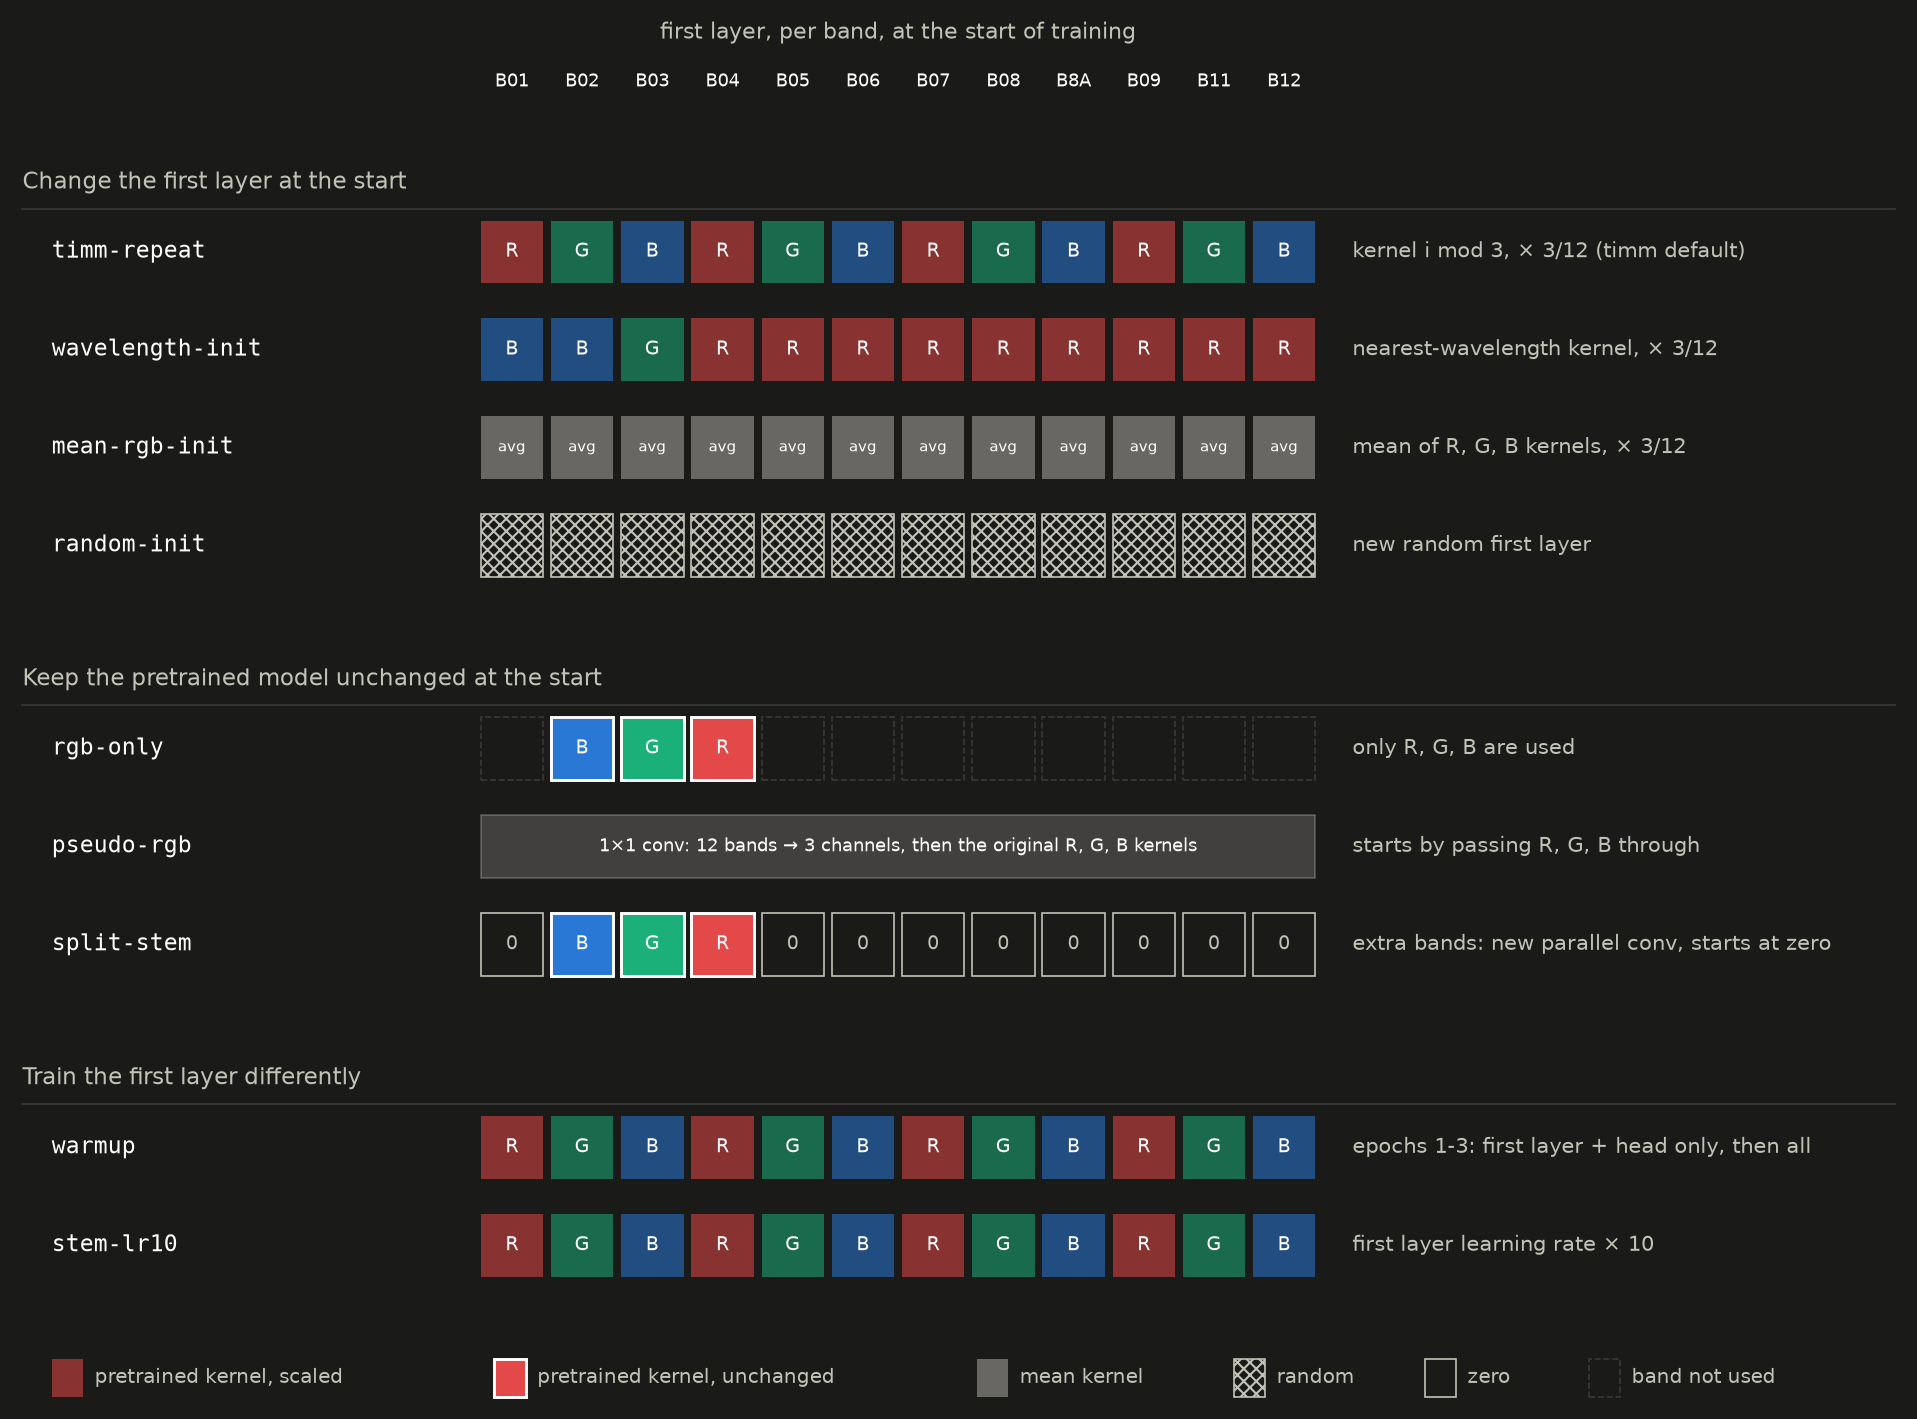 first layer, per band, at the start of training
B01 B02 B03 B04 B05 B06 B07 B08 B8A B09 B11 B12
Change the first layer at the start
timm-repeat R G B R G B R G B R G B kernel i mod 3, × 3/12 (timm default)
wavelength-init B B G R R R R R R R R R nearest-wavelength kernel, × 3/12
mean-rgb-init avg avg avg avg avg avg avg avg avg avg avg avg mean of R, G, B kernels, × 3/12
random-init new random first layer
Keep the pretrained model unchanged at the start
rgb-only B G R only R, G, B are used
pseudo-rgb 1×1 conv: 12 bands → 3 channels, then the original R, G, B kernels starts by passing R, G, B through
split-stem 0 B G R 0 0 0 0 0 0 0 0 extra bands: new parallel conv, starts at zero
Train the first layer differently
warmup R G B R G B R G B R G B epochs 1-3: first layer + head only, then all
stem-lr10 R G B R G B R G B R G B first layer learning rate × 10
pretrained kernel, scaled pretrained kernel, unchanged mean kernel random zero band not used